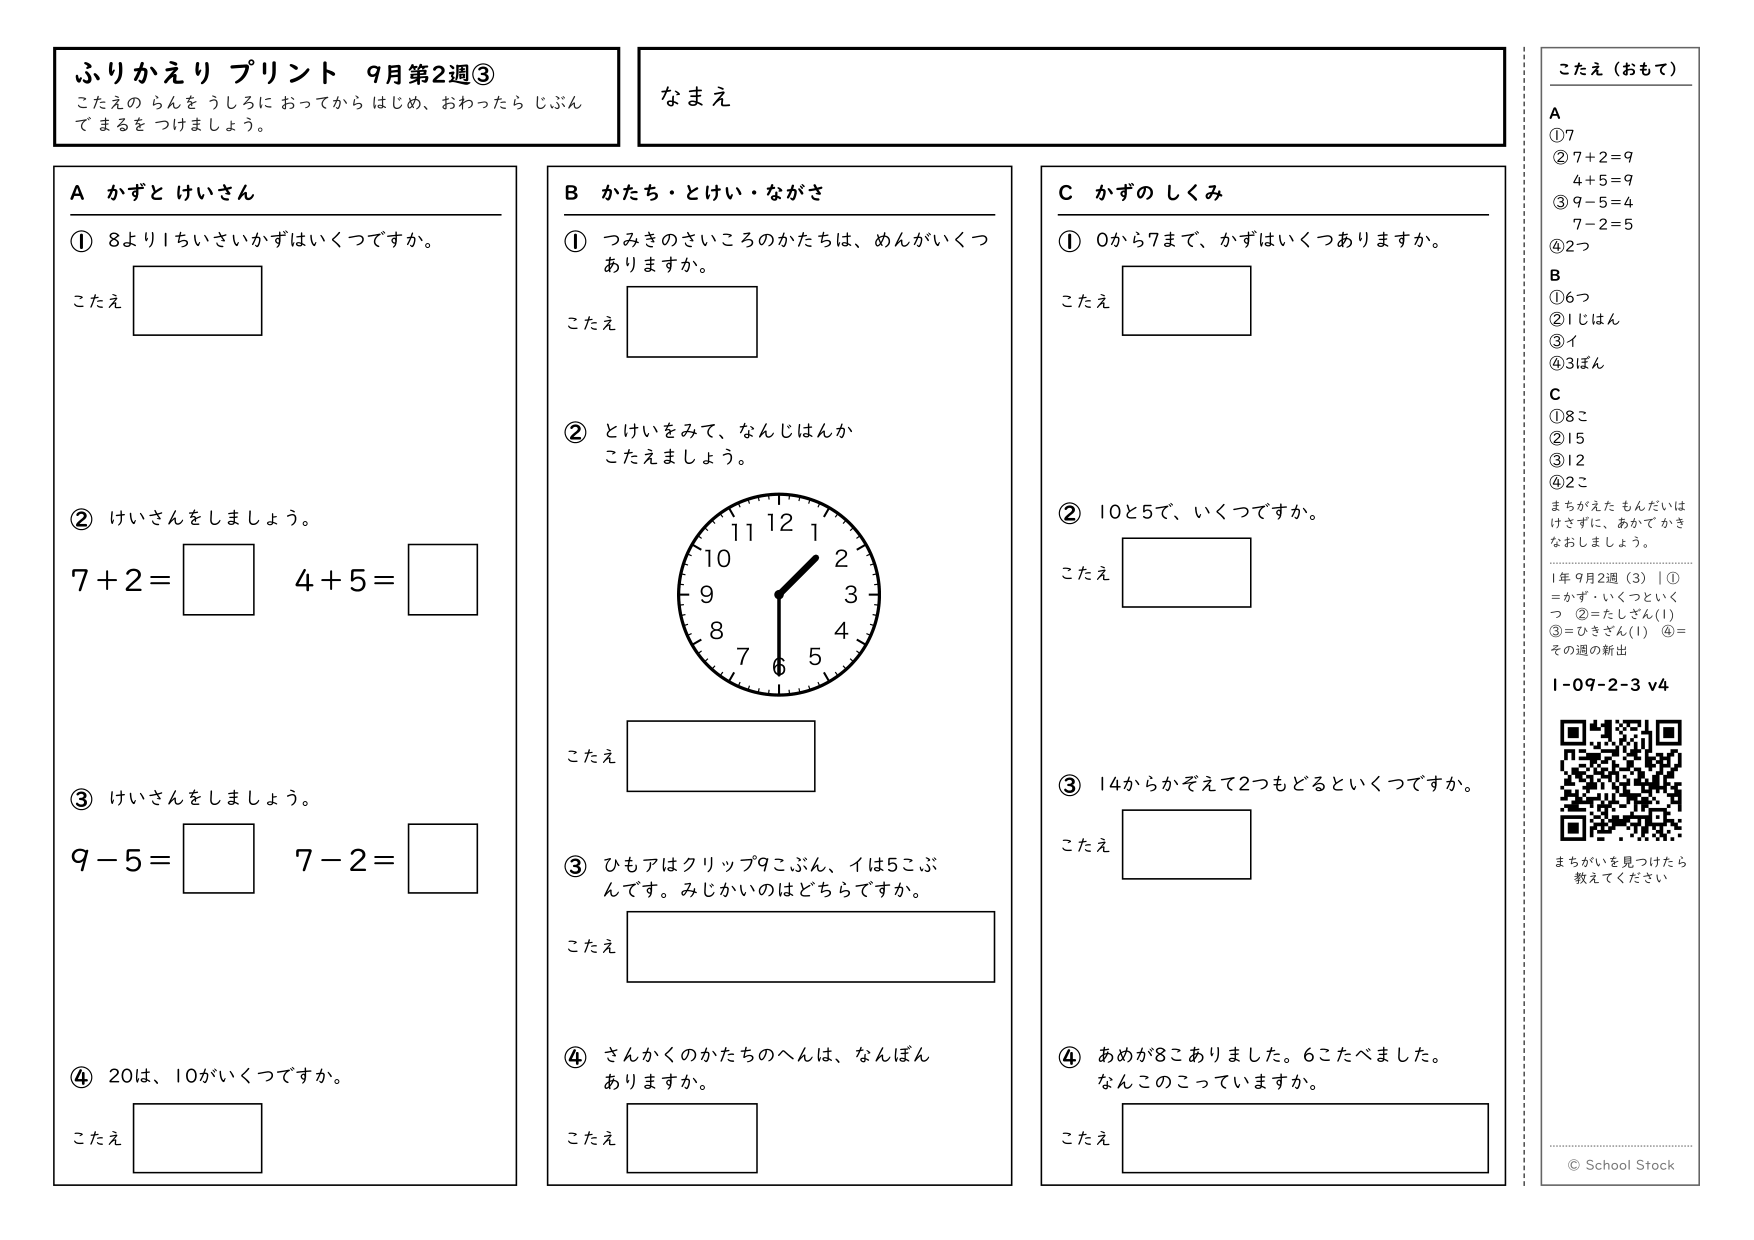 ふりかえり プリント　9月第2週③
こたえの らんを うしろに おってから はじめ、おわったら じぶん
で まるを つけましょう。
なまえ
A　かずと けいさん
① 8より1ちいさいかずはいくつですか。
こたえ
② けいさんをしましょう。
7＋2＝　4＋5＝
③ けいさんをしましょう。
9－5＝　7－2＝
④ 20は、10がいくつですか。
こたえ
B　かたち・とけい・ながさ
① つみきのさいころのかたちは、めんがいくつ
ありますか。
こたえ
② とけいをみて、なんじはんか
こたえましょう。
12
11 1
10 2
9 3
8 4
7 5
6
こたえ
③ ひもアはクリップ9こぶん、イは5こぶ
んです。みじかいのはどちらですか。
こたえ
④ さんかくのかたちのへんは、なんぼん
ありますか。
こたえ
C　かずの しくみ
① 0から7まで、かずはいくつありますか。
こたえ
② 10と5で、いくつですか。
こたえ
③ 14からかぞえて2つもどるといくつですか。
こたえ
④ あめが8こありました。6こたべました。
なんこのこっていますか。
こたえ
こたえ（おもて）
A
①7
②7＋2＝9
4＋5＝9
③9－5＝4
7－2＝5
④2つ
B
①6つ
②1じはん
③イ
④3ぼん
C
①8こ
②15
③12
④2こ
まちがえた もんだいは
けさずに、あかで かき
なおしましょう。
1年 9月2週（3）｜①
＝かず・いくつといく
つ　②＝たしざん(1)
③＝ひきざん(1)　④＝
その週の新出
1-09-2-3 v4
まちがいを見つけたら
教えてください
© School Stock